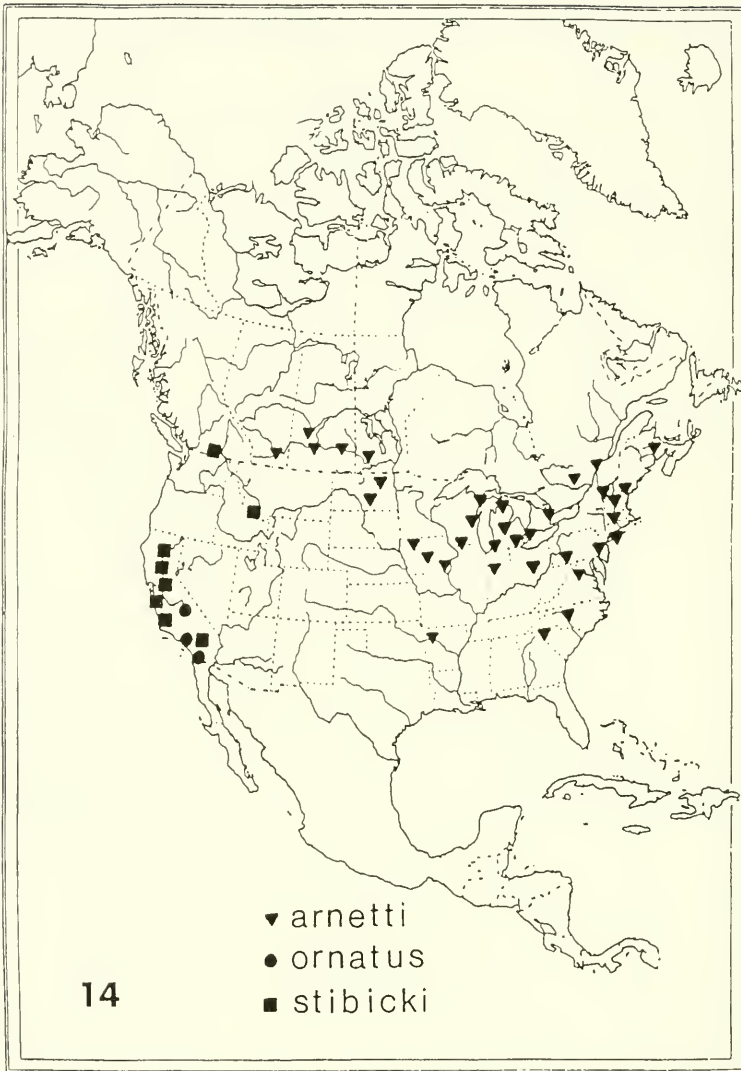 ▼ arnetti
● ornatus
■ stibicki
14